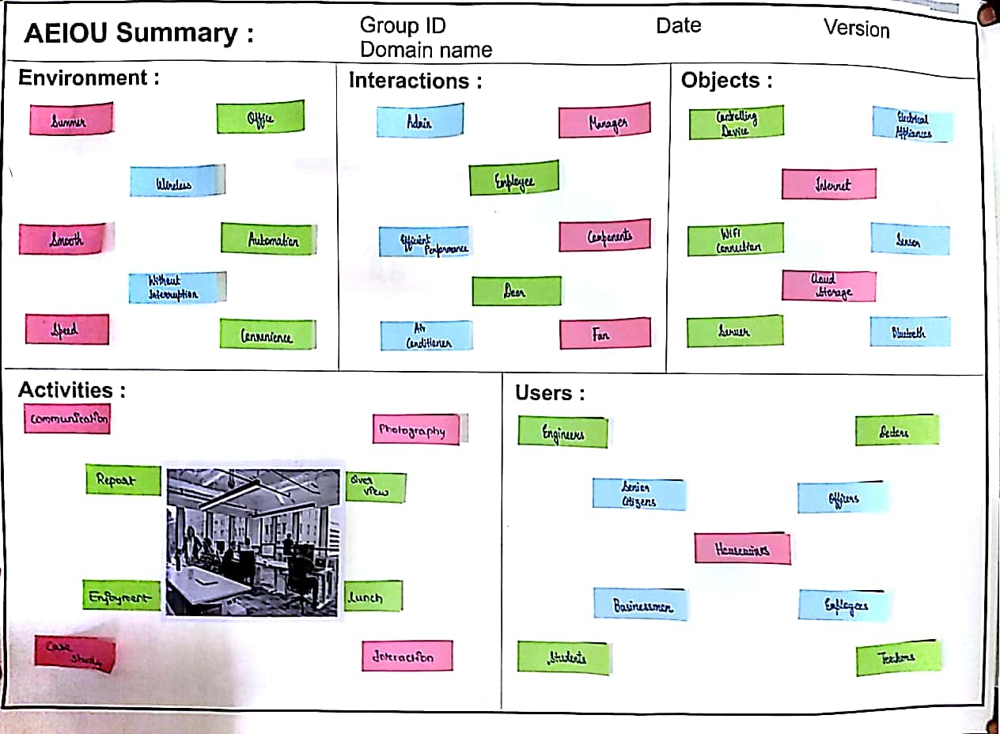 AEIOU Summary :
Group ID
Domain name
Date
Version
Environment :
Summer
Office
Wireless
Smooth
Automation
Without
Interruption
Speed
Convenience
Interactions :
Admin
Manager
Employee
Efficient
Performance
Components
Door
Air
Conditioner
Fan
Objects :
Controlling
Device
Electrical
Appliances
Internet
WiFi
Connection
Sensor
Cloud
Storage
Server
Bluetooth
Activities :
Communication
Photography
Report
Over
view
Enjoyment
Lunch
Case
Study
Interaction
Users :
Engineers
Doctors
Senior
Citizens
Officers
Housewives
Businessmen
Employees
Students
Teachers